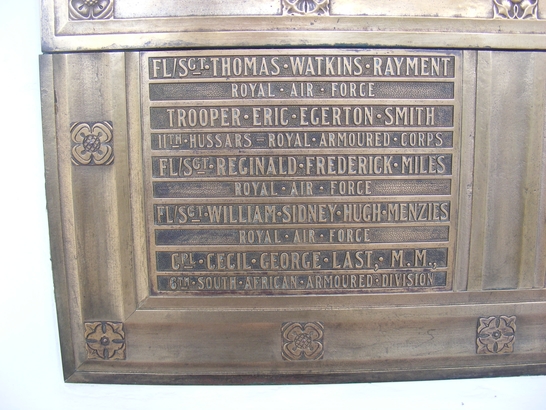 FL/SGT·THOMAS·WATKINS·RAYMENT
ROYAL·AIR·FORCE
TROOPER·ERIC·EGERTON·SMITH
11TH·HUSSARS–ROYAL·ARMOURED·CORPS
FL/SGT·REGINALD·FREDERICK·MILES
ROYAL·AIR·FORCE
FL/SGT·WILLIAM·SIDNEY·HUGH·MENZIES
ROYAL·AIR·FORCE
CPL·CECIL·GEORGE·LAST, M.M.,
6TH·SOUTH·AFRICAN·ARMOURED·DIVISION